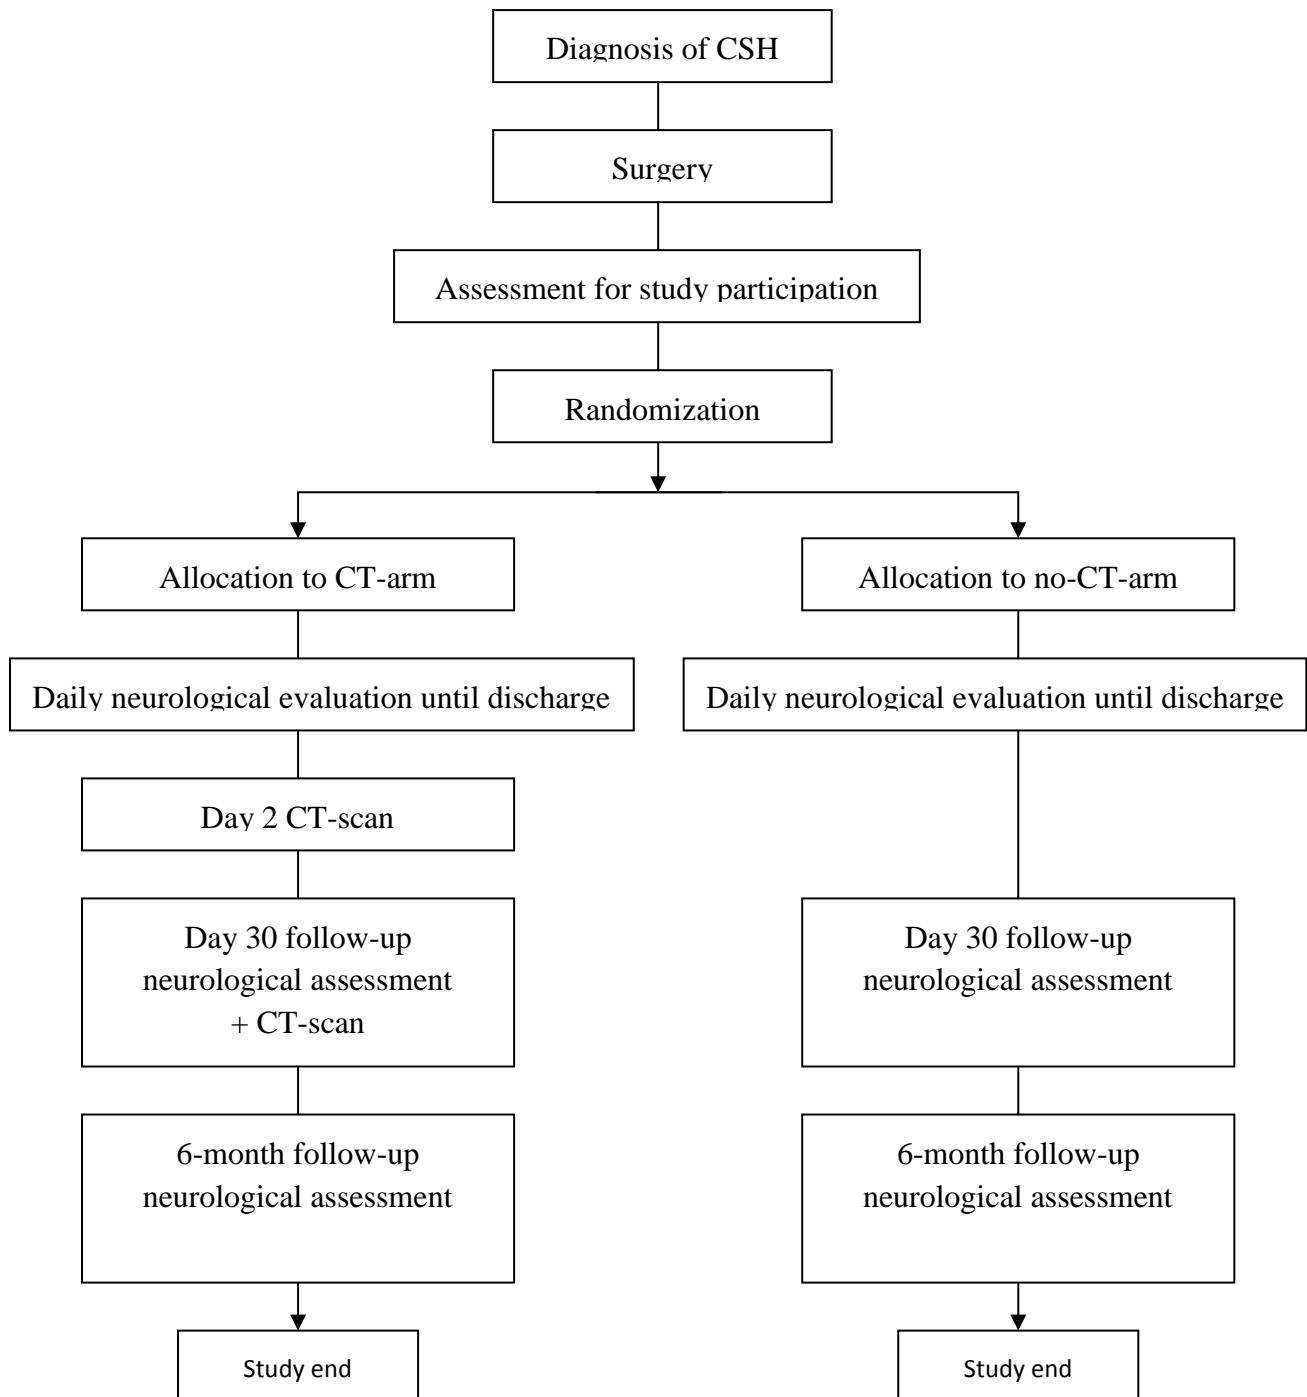 Diagnosis of CSH
Surgery
Assessment for study participation
Randomization
Allocation to CT-arm
Allocation to no-CT-arm
Daily neurological evaluation until discharge
Daily neurological evaluation until discharge
Day 2 CT-scan
Day 30 follow-up
neurological assessment
+ CT-scan
Day 30 follow-up
neurological assessment
6-month follow-up
neurological assessment
6-month follow-up
neurological assessment
Study end
Study end